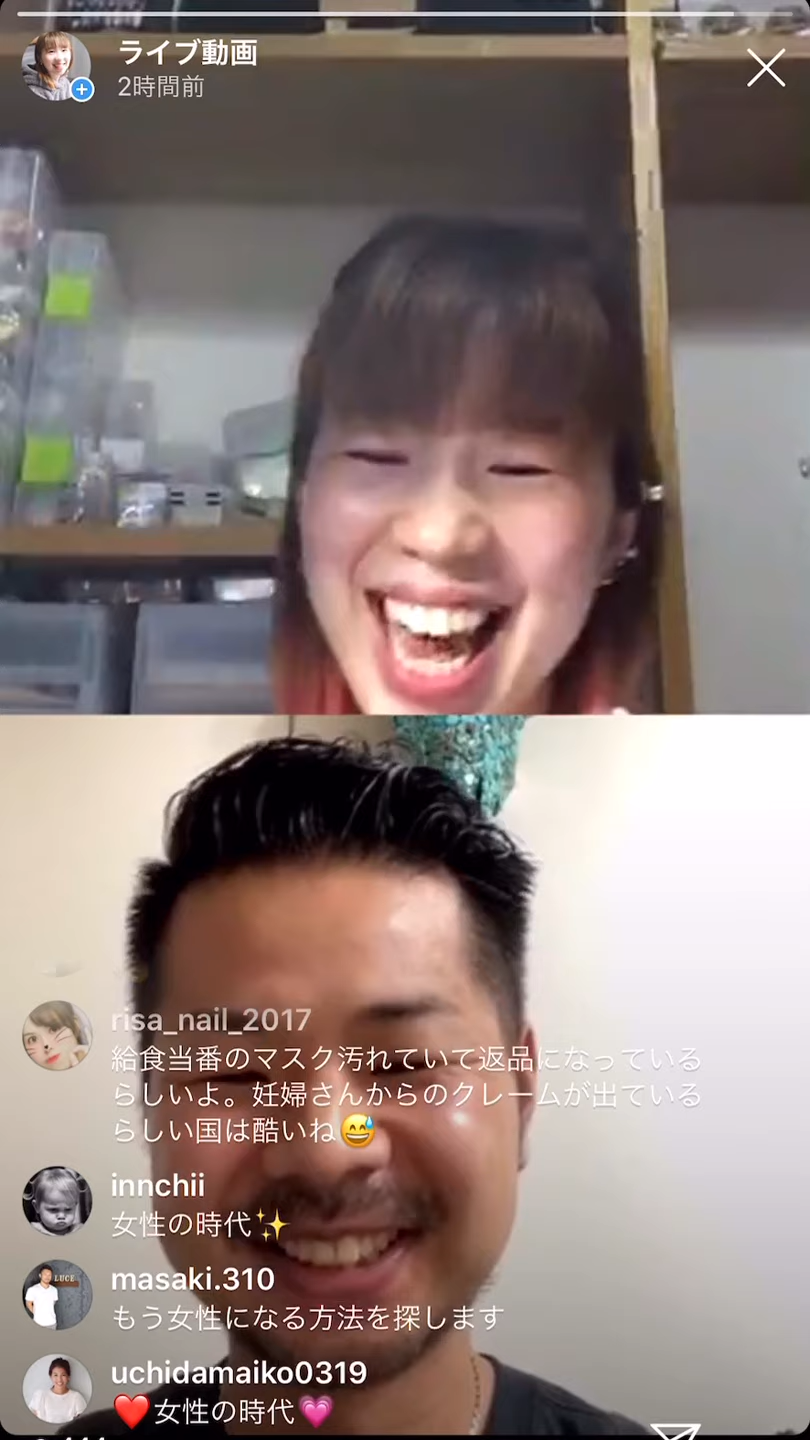 ライブ動画
2時間前
risa_nail_2017
給食当番のマスク汚れていて返品になっている
らしいよ。妊婦さんからのクレームが出ている
らしい国は酷いね😅
innchii
女性の時代✨
masaki.310
もう女性になる方法を探します
LUCE
uchidamaiko0319
❤️女性の時代💗